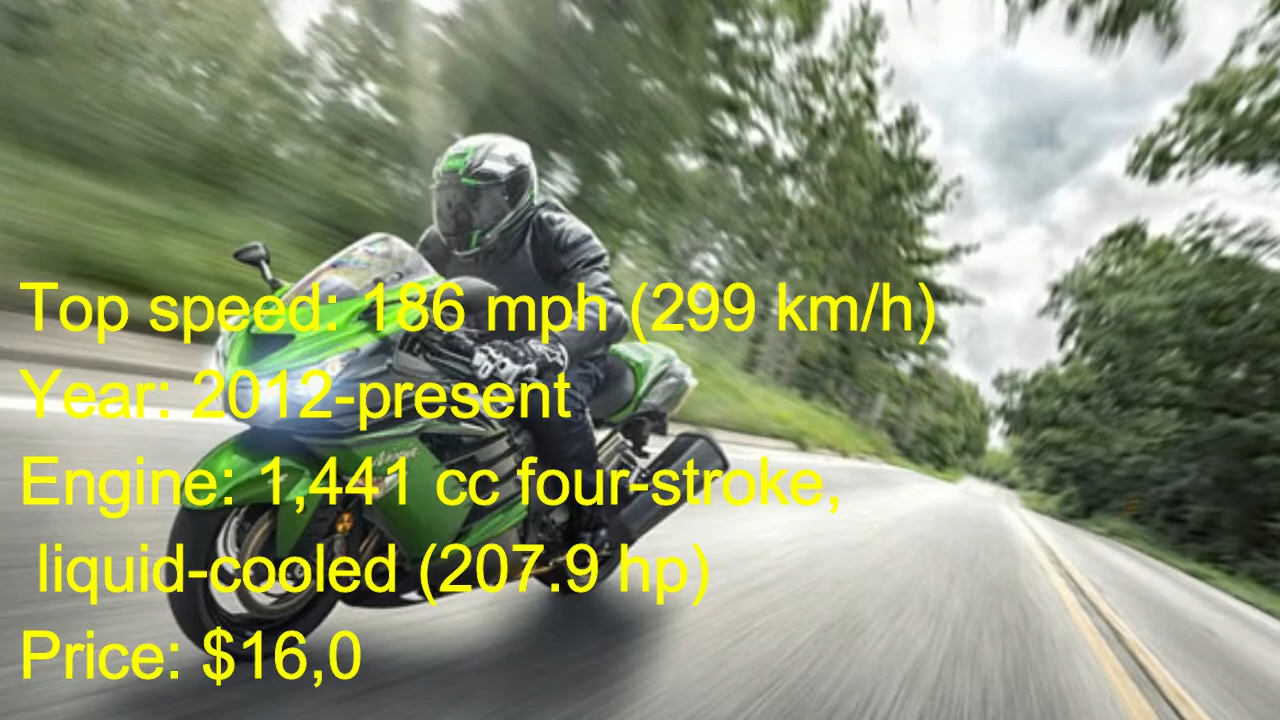 Top speed: 186 mph (299 km/h)
Year: 2012-present
Engine: 1,441 cc four-stroke,
liquid-cooled (207.9 hp)
Price: $16,0